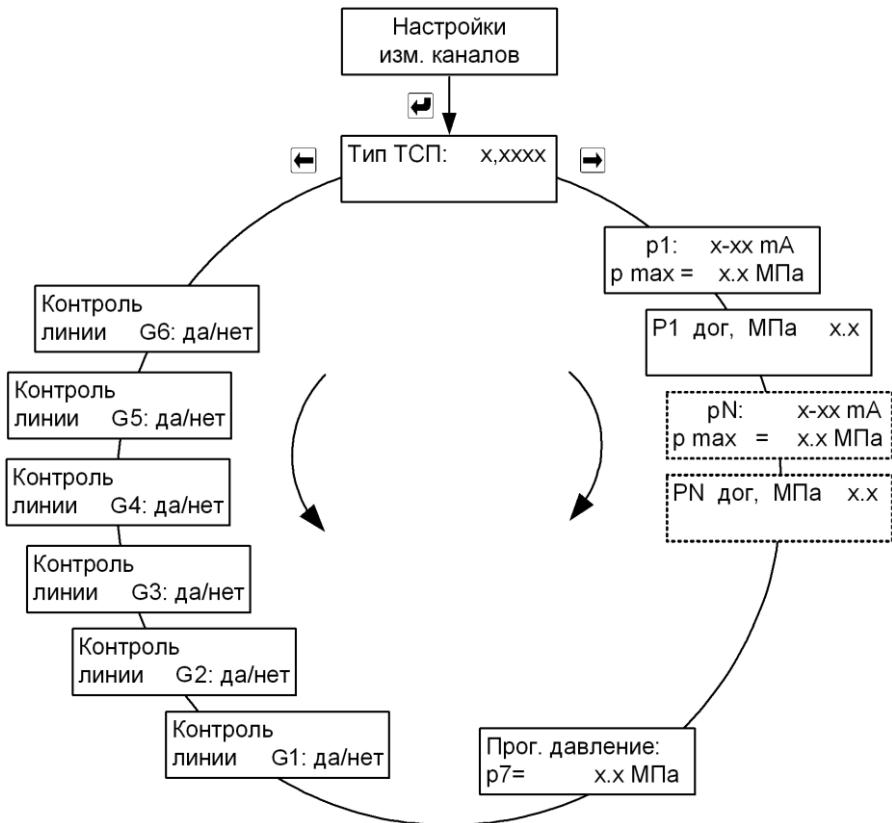 Настройки
изм. каналов
Тип ТСП: x,xxxx
p1: x-xx mA
p max = x.x МПа
P1 дог, МПа x.x
pN: x-xx mA
p max = x.x МПа
PN дог, МПа x.x
Прог. давление:
p7= x.x МПа
Контроль
линии G1: да/нет
Контроль
линии G2: да/нет
Контроль
линии G3: да/нет
Контроль
линии G4: да/нет
Контроль
линии G5: да/нет
Контроль
линии G6: да/нет